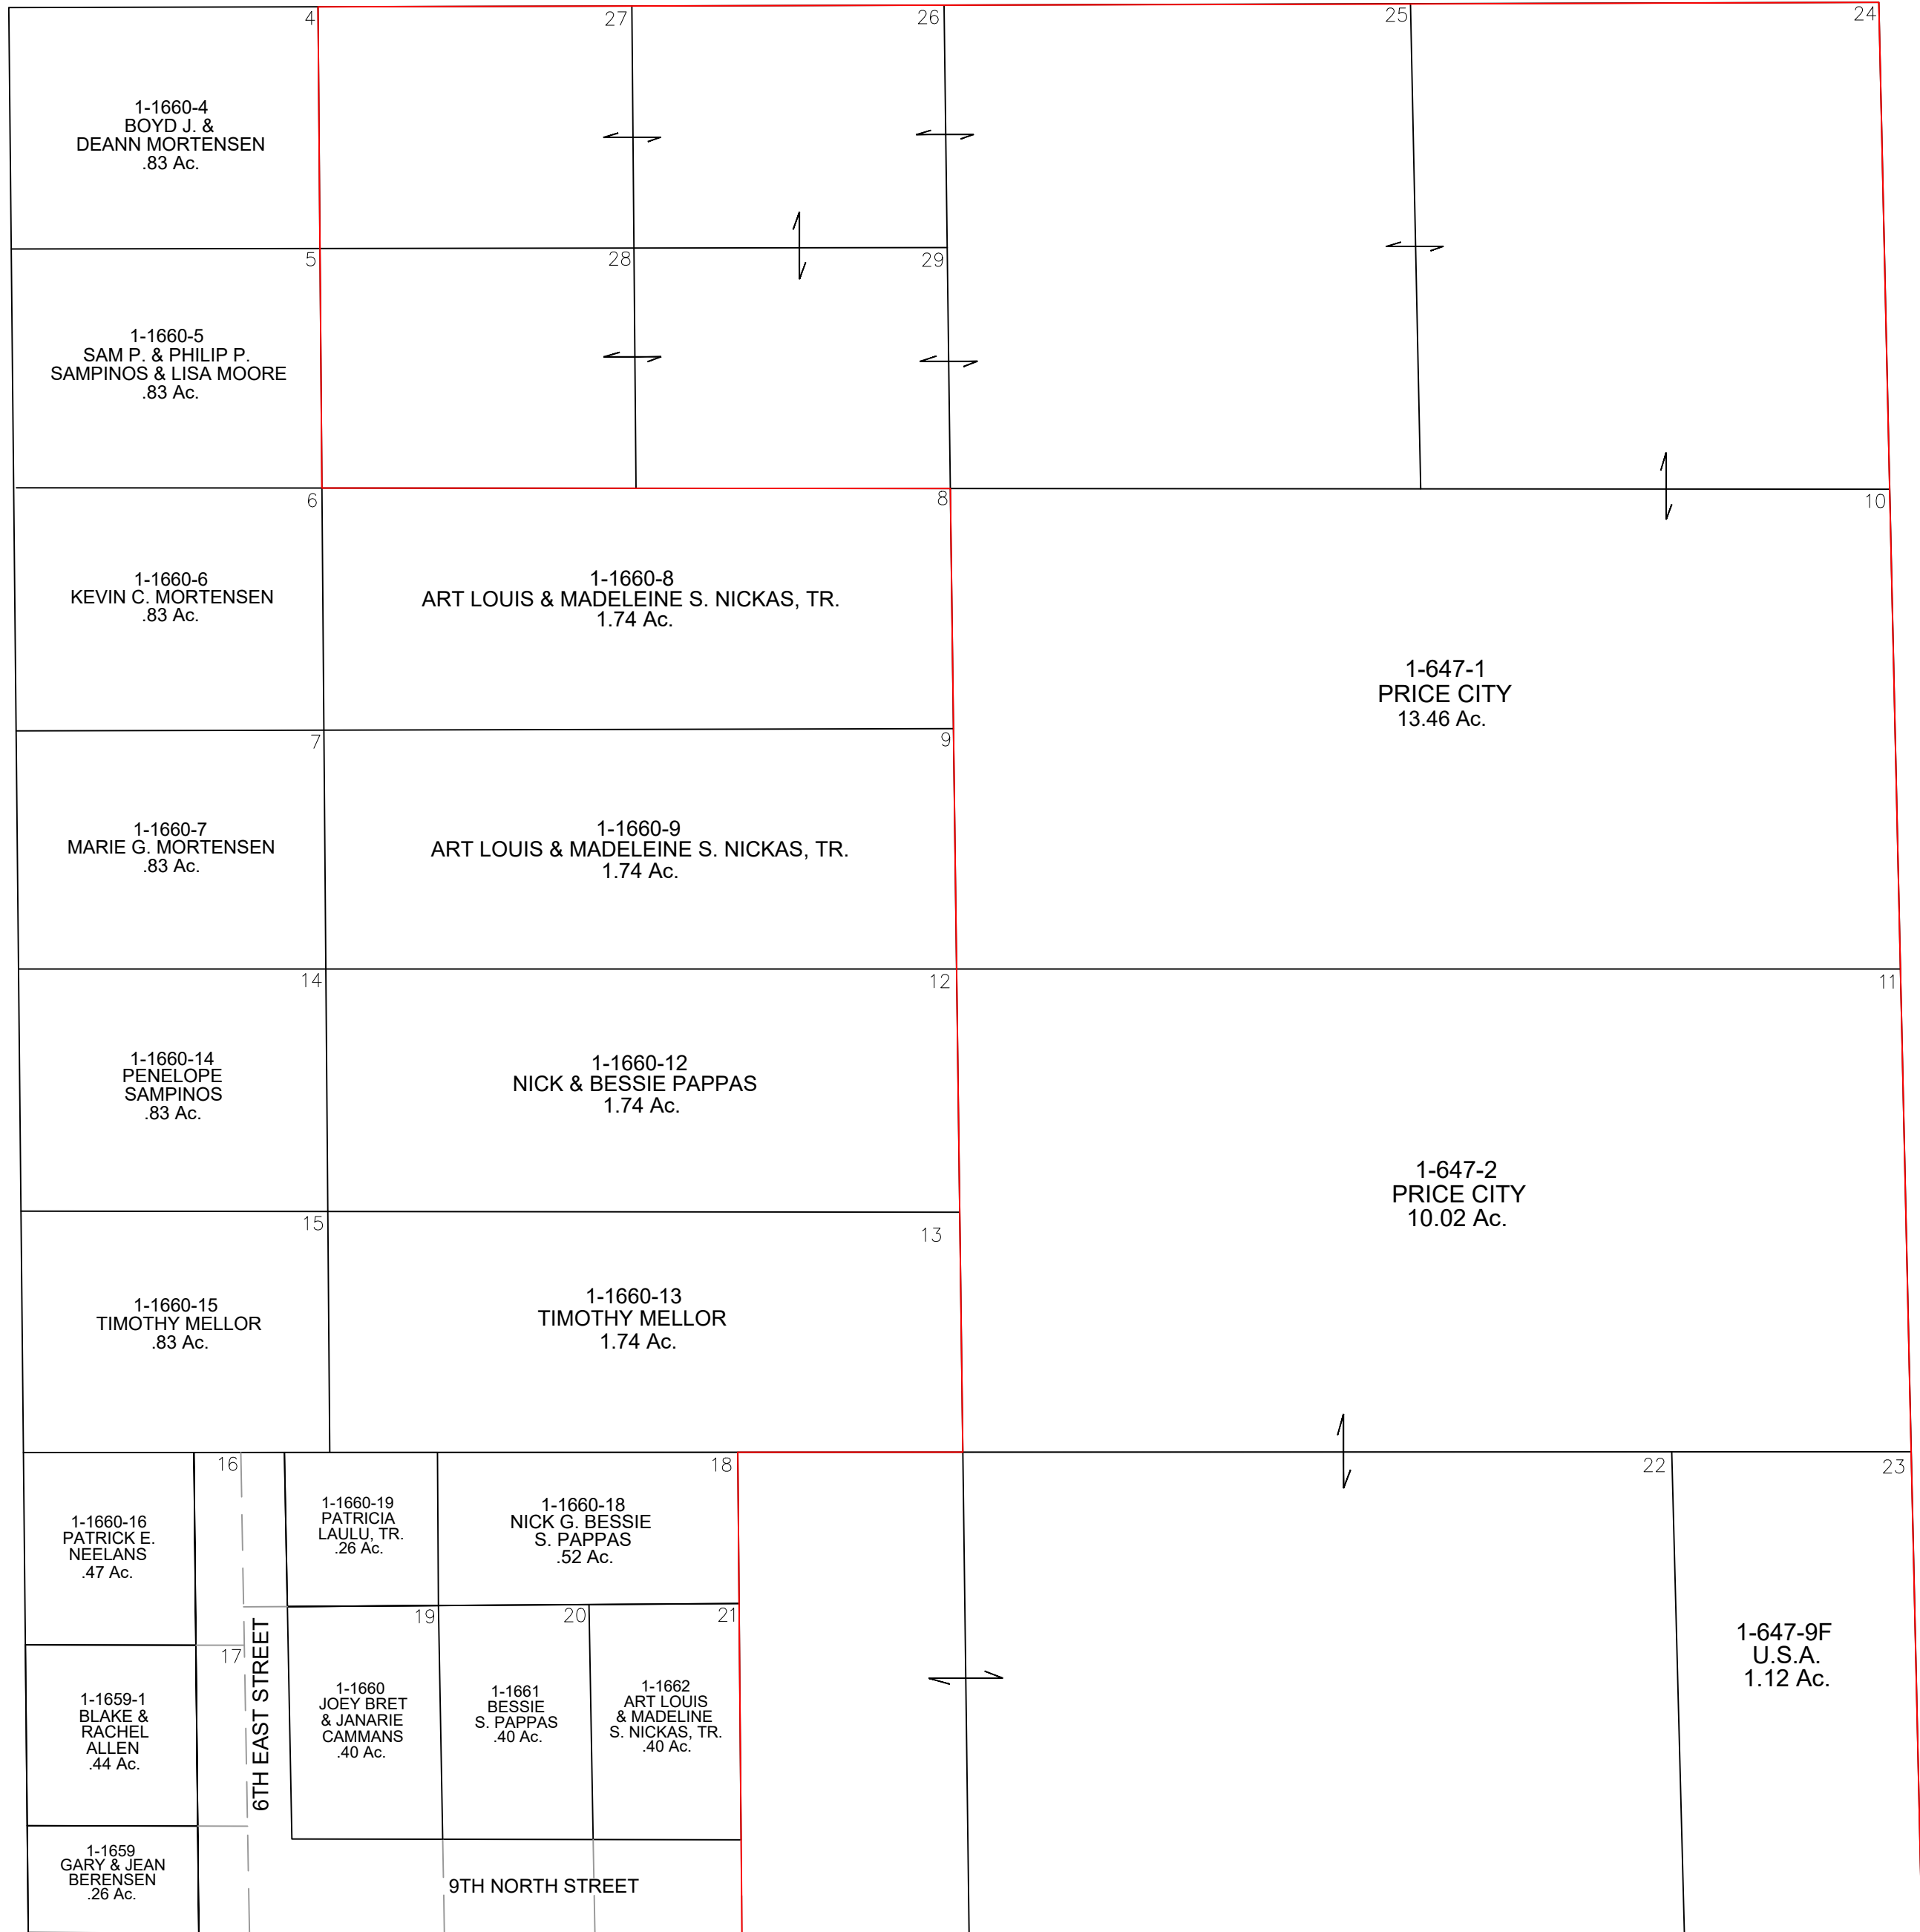 4
27
26
25
24
1-1660-4
BOYD J. &
DEANN MORTENSEN
.83 Ac.
5
28
29
1-1660-5
SAM P. & PHILIP P.
SAMPINOS & LISA MOORE
.83 Ac.
6
8
10
1-1660-6
KEVIN C. MORTENSEN
.83 Ac.
1-1660-8
ART LOUIS & MADELEINE S. NICKAS, TR.
1.74 Ac.
1-647-1
PRICE CITY
13.46 Ac.
7
9
1-1660-7
MARIE G. MORTENSEN
.83 Ac.
1-1660-9
ART LOUIS & MADELEINE S. NICKAS, TR.
1.74 Ac.
14
12
11
1-1660-14
PENELOPE
SAMPINOS
.83 Ac.
1-1660-12
NICK & BESSIE PAPPAS
1.74 Ac.
1-647-2
PRICE CITY
10.02 Ac.
15
13
1-1660-15
TIMOTHY MELLOR
.83 Ac.
1-1660-13
TIMOTHY MELLOR
1.74 Ac.
16
18
22
23
1-1660-16
PATRICK E.
NEELANS
.47 Ac.
1-1660-19
PATRICIA
LAULU, TR.
.26 Ac.
1-1660-18
NICK G. BESSIE
S. PAPPAS
.52 Ac.
17
19
20
21
6TH EAST STREET
1-1659-1
BLAKE &
RACHEL
ALLEN
.44 Ac.
1-1660
JOEY BRET
& JANARIE
CAMMANS
.40 Ac.
1-1661
BESSIE
S. PAPPAS
.40 Ac.
1-1662
ART LOUIS
& MADELINE
S. NICKAS, TR.
.40 Ac.
1-647-9F
U.S.A.
1.12 Ac.
1-1659
GARY & JEAN
BERENSEN
.26 Ac.
9TH NORTH STREET